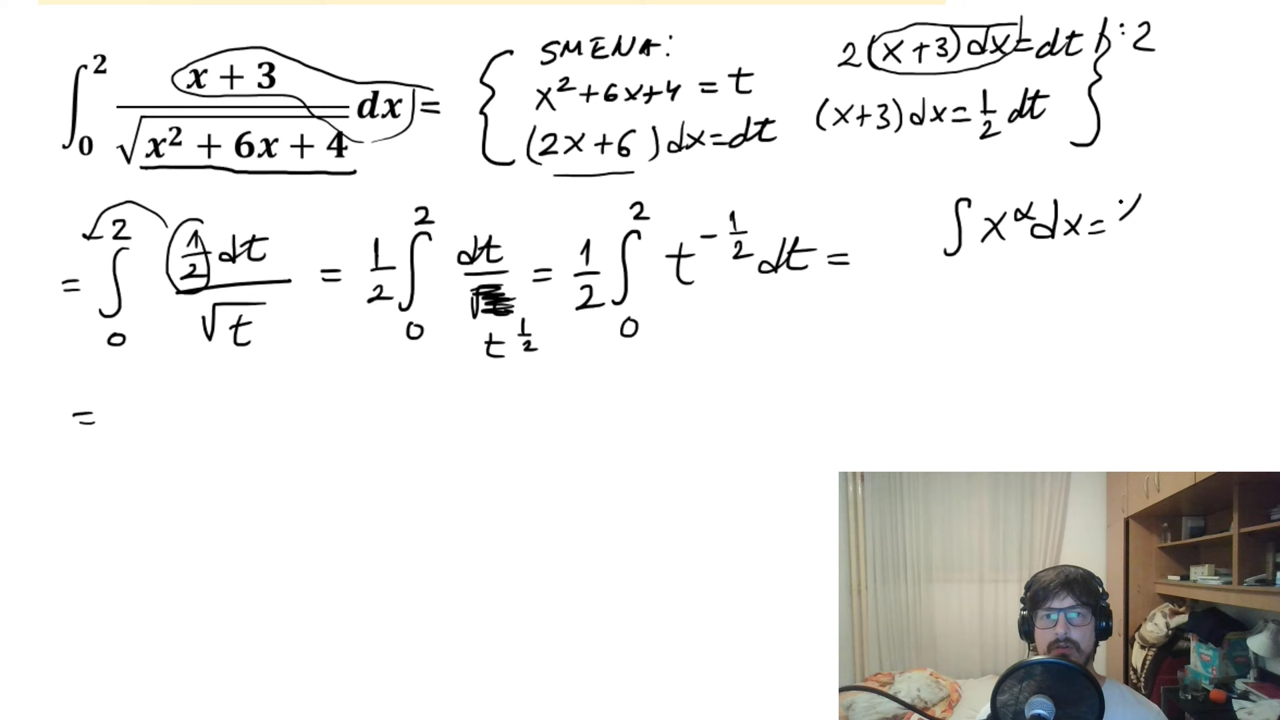 ∫₀² (x + 3)/√(x² + 6x + 4) dx =
SMENA:
x² + 6x + 4 = t
(2x + 6) dx = dt
2(x + 3) dx = dt /: 2
(x + 3) dx = 1/2 dt
= ∫₀² (1/2 dt)/√t = 1/2 ∫₀² dt/t^(1/2) = 1/2 ∫₀² t^(-1/2) dt =
∫ x^α dx =
=